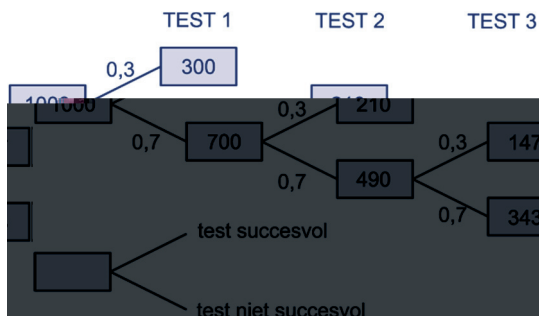 TEST 1 TEST 2 TEST 3
0,3 300
1000 0,3 210
0,7 700 0,3 147
0,7 490
0,7 343
test succesvol
test niet succesvol